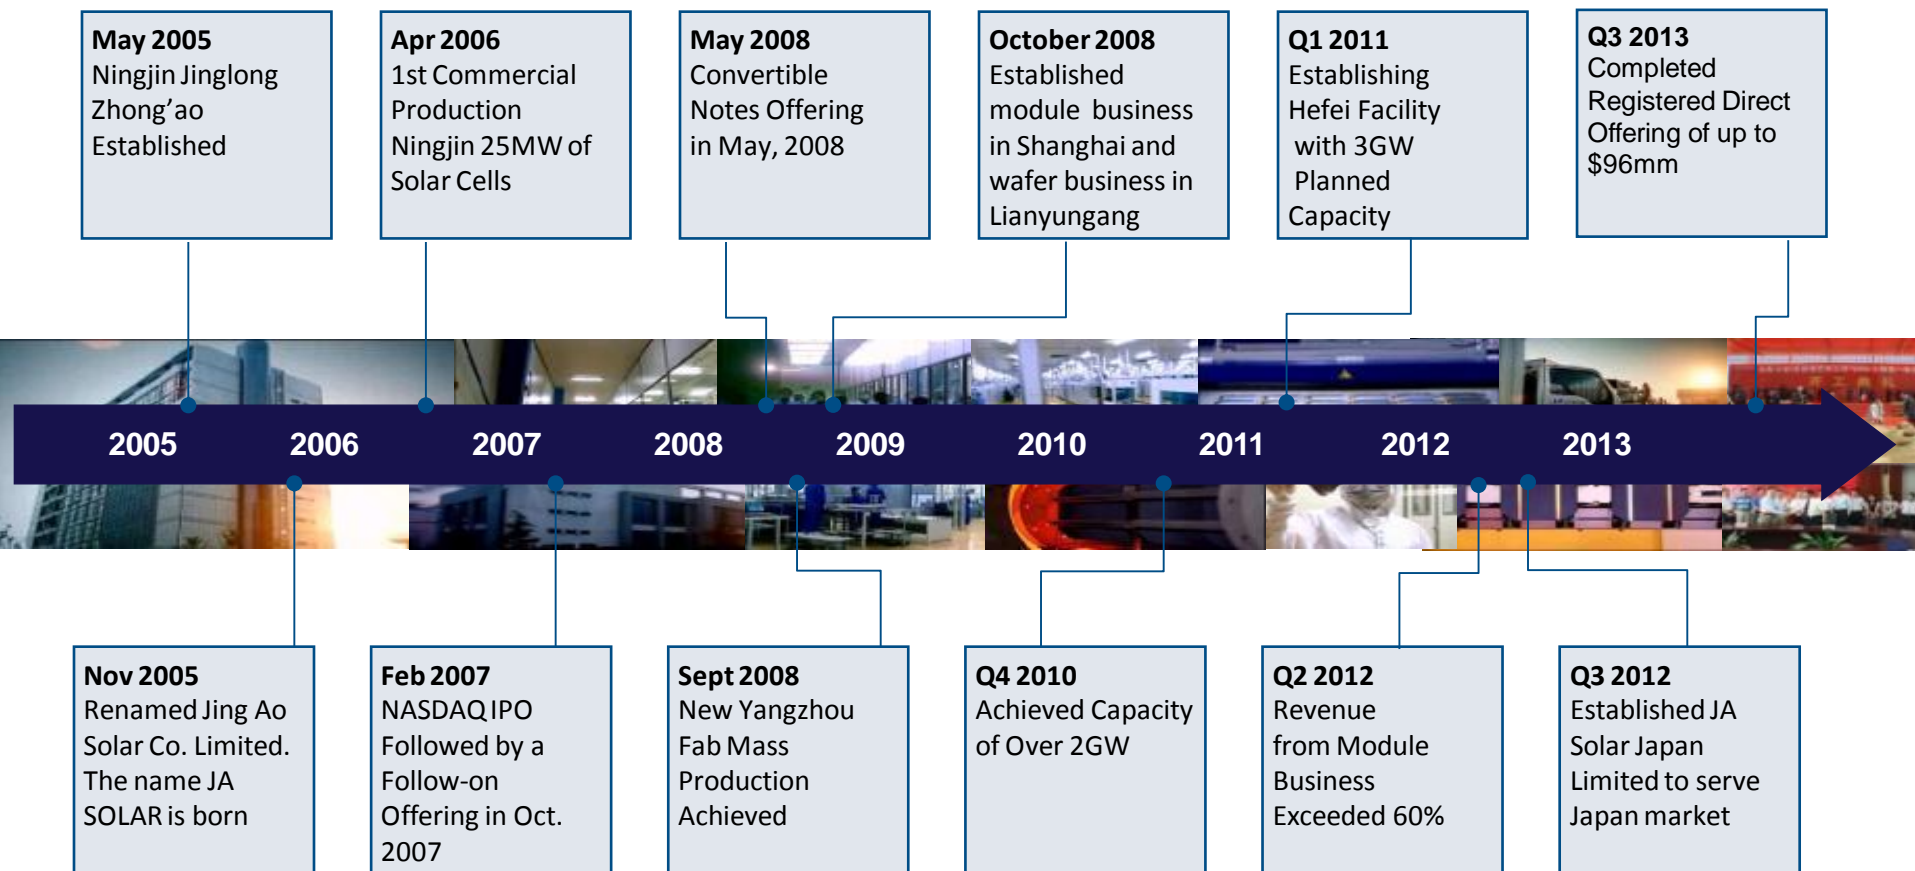 May 2005
Ningjin Jinglong
Zhong’ao
Established
Apr 2006
1st Commercial
Production
Ningjin 25MW of
Solar Cells
May 2008
Convertible
Notes Offering
in May, 2008
October 2008
Established
module business
in Shanghai and
wafer business in
Lianyungang
Q1 2011
Establishing
Hefei Facility
with 3GW
Planned
Capacity
Q3 2013
Completed
Registered Direct
Offering of up to
$96mm
2005 2006 2007 2008 2009 2010 2011 2012 2013
Nov 2005
Renamed Jing Ao
Solar Co. Limited.
The name JA
SOLAR is born
Feb 2007
NASDAQ IPO
Followed by a
Follow-on
Offering in Oct.
2007
Sept 2008
New Yangzhou
Fab Mass
Production
Achieved
Q4 2010
Achieved Capacity
of Over 2GW
Q2 2012
Revenue
from Module
Business
Exceeded 60%
Q3 2012
Established JA
Solar Japan
Limited to serve
Japan market